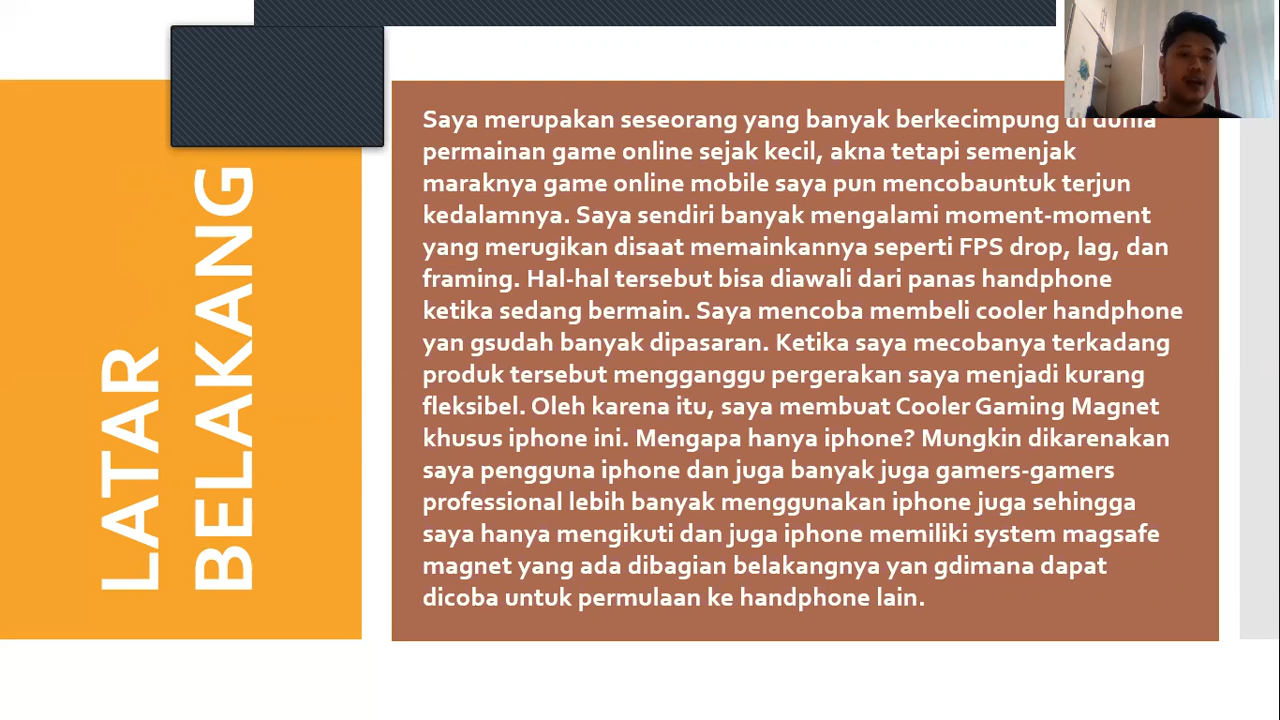 LATAR
BELAKANG
Saya merupakan seseorang yang banyak berkecimpung di dunia
permainan game online sejak kecil, akna tetapi semenjak
maraknya game online mobile saya pun mencobauntuk terjun
kedalamnya. Saya sendiri banyak mengalami moment-moment
yang merugikan disaat memainkannya seperti FPS drop, lag, dan
framing. Hal-hal tersebut bisa diawali dari panas handphone
ketika sedang bermain. Saya mencoba membeli cooler handphone
yan gsudah banyak dipasaran. Ketika saya mecobanya terkadang
produk tersebut mengganggu pergerakan saya menjadi kurang
fleksibel. Oleh karena itu, saya membuat Cooler Gaming Magnet
khusus iphone ini. Mengapa hanya iphone? Mungkin dikarenakan
saya pengguna iphone dan juga banyak juga gamers-gamers
professional lebih banyak menggunakan iphone juga sehingga
saya hanya mengikuti dan juga iphone memiliki system magsafe
magnet yang ada dibagian belakangnya yan gdimana dapat
dicoba untuk permulaan ke handphone lain.